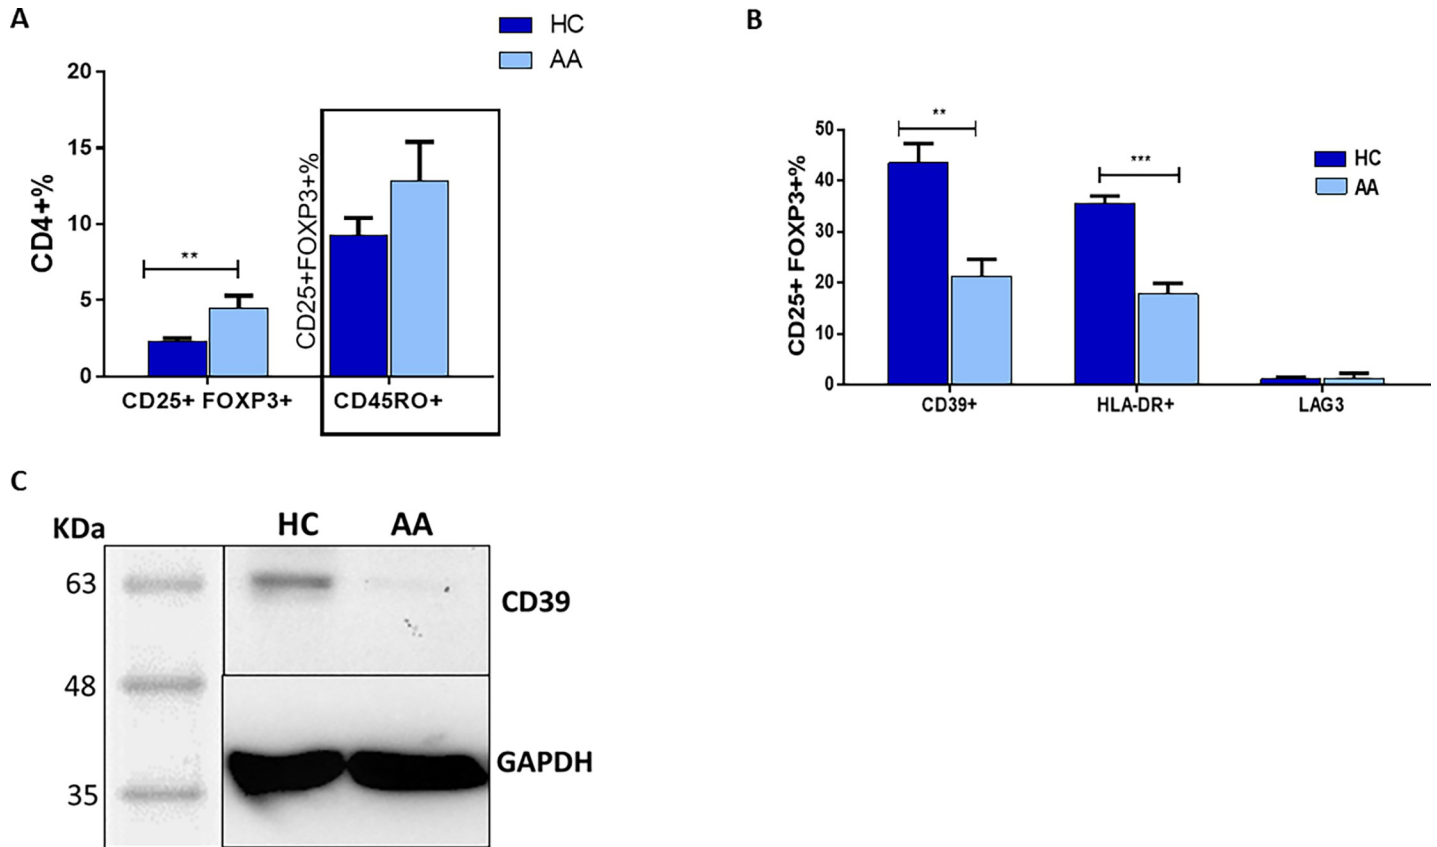 A
HC
AA
20
15
10
5
0
CD4+%
**
CD25+FOXP3+%
CD25+ FOXP3+
CD45RO+
B
HC
AA
50
40
30
20
10
0
CD25+ FOXP3+%
**
***
CD39+
HLA-DR+
LAG3
C
KDa
HC
AA
63
CD39
48
GAPDH
35